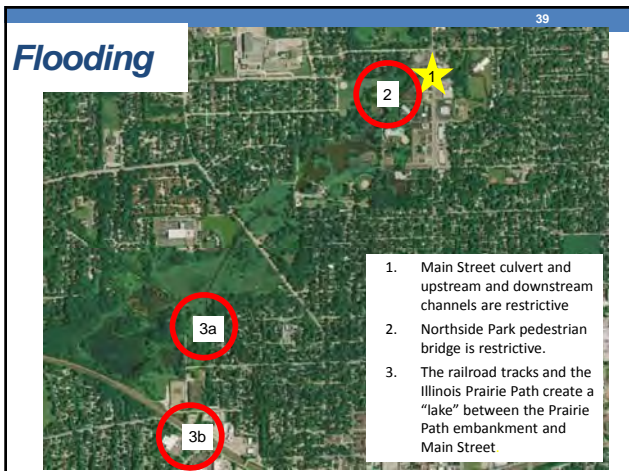 39
Flooding
1
2
3a
3b
1. Main Street culvert and
upstream and downstream
channels are restrictive
2. Northside Park pedestrian
bridge is restrictive.
3. The railroad tracks and the
Illinois Prairie Path create a
“lake” between the Prairie
Path embankment and
Main Street